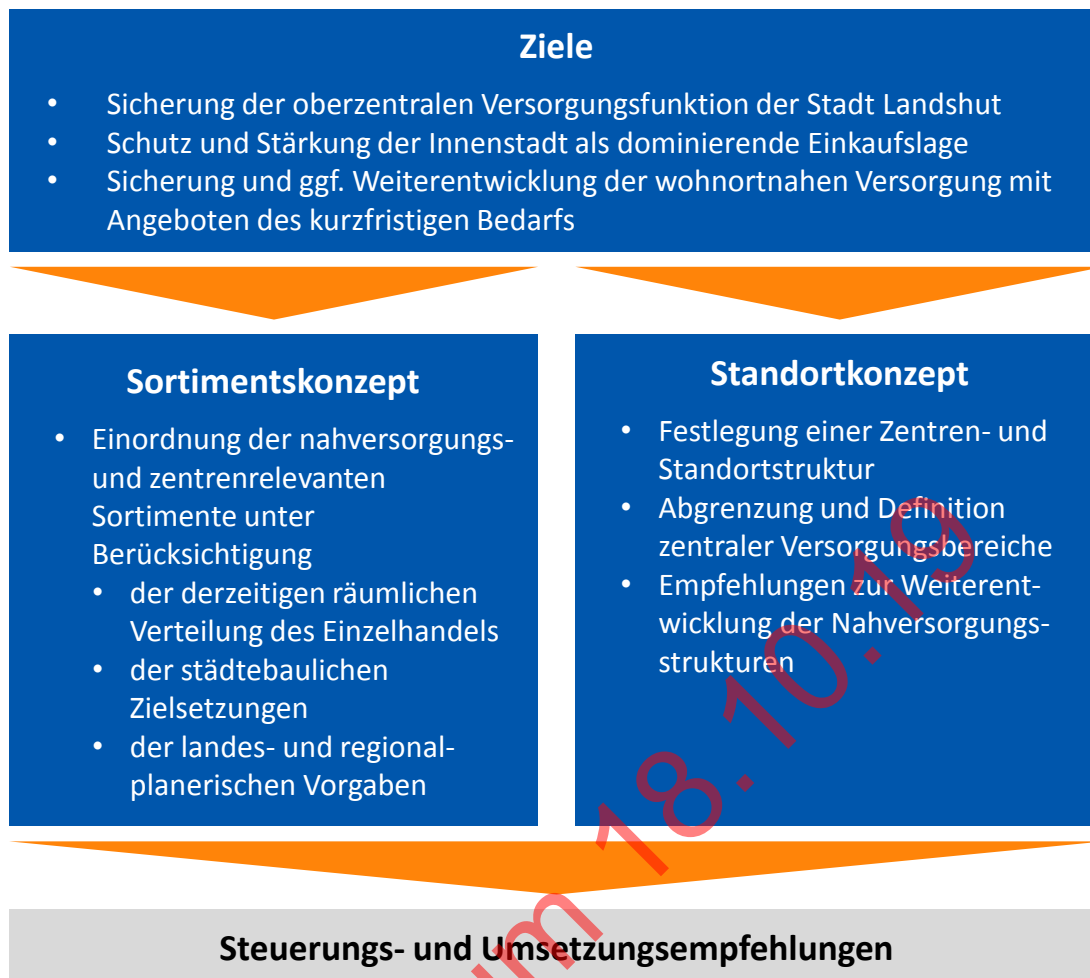 Ziele
• Sicherung der oberzentralen Versorgungsfunktion der Stadt Landshut
• Schutz und Stärkung der Innenstadt als dominierende Einkaufslage
• Sicherung und ggf. Weiterentwicklung der wohnortnahen Versorgung mit
Angeboten des kurzfristigen Bedarfs
Sortimentskonzept
• Einordnung der nahversorgungs-
und zentrenrelevanten
Sortimente unter
Berücksichtigung
• der derzeitigen räumlichen
Verteilung des Einzelhandels
• der städtebaulichen
Zielsetzungen
• der landes- und regional-
planerischen Vorgaben
Standortkonzept
• Festlegung einer Zentren- und
Standortstruktur
• Abgrenzung und Definition
zentraler Versorgungsbereiche
• Empfehlungen zur Weiterent-
wicklung der Nahversorgungs-
strukturen
Steuerungs- und Umsetzungsempfehlungen
18.10.19